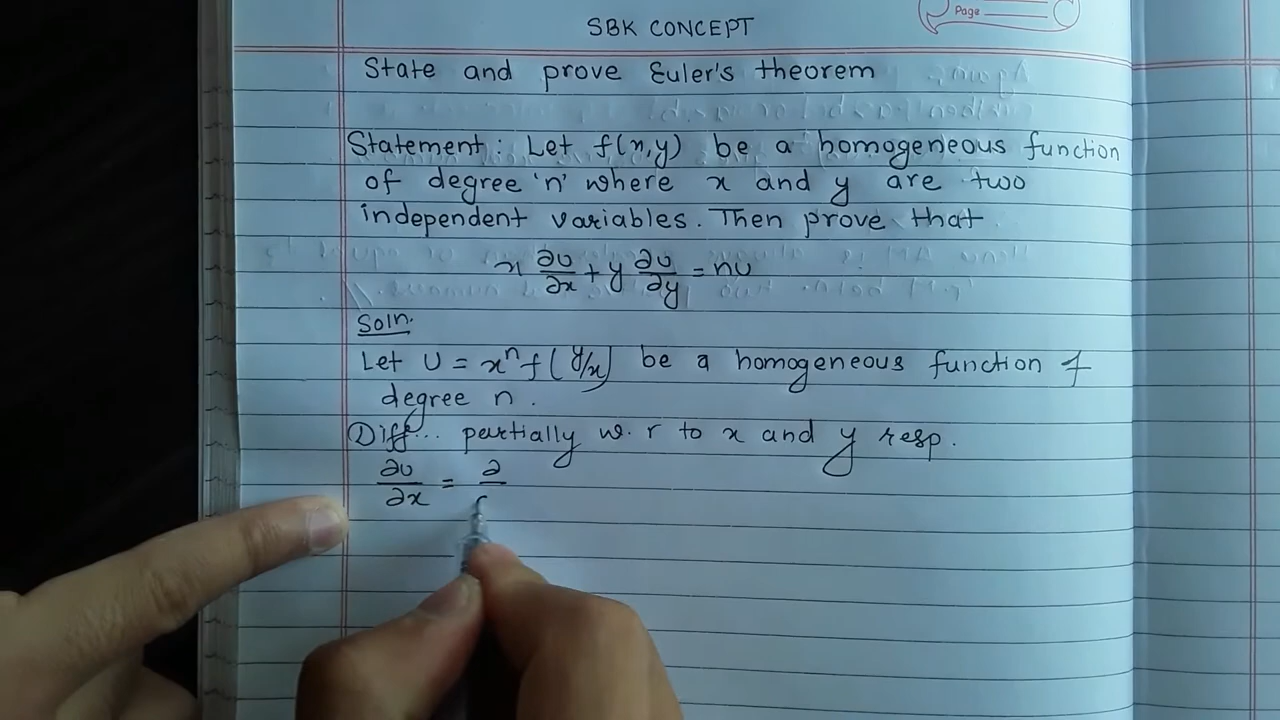 SBK CONCEPT
Page
State and prove Euler's theorem
Statement: Let f(x,y) be a homogeneous function
of degree 'n' where x and y are two
independent variables. Then prove that
x ∂u/∂x + y ∂u/∂y = nu
Soln.
Let U = xⁿ f(y/x) be a homogeneous function of
degree n.
Diff... partially w. r to x and y resp.
∂u/∂x = ∂